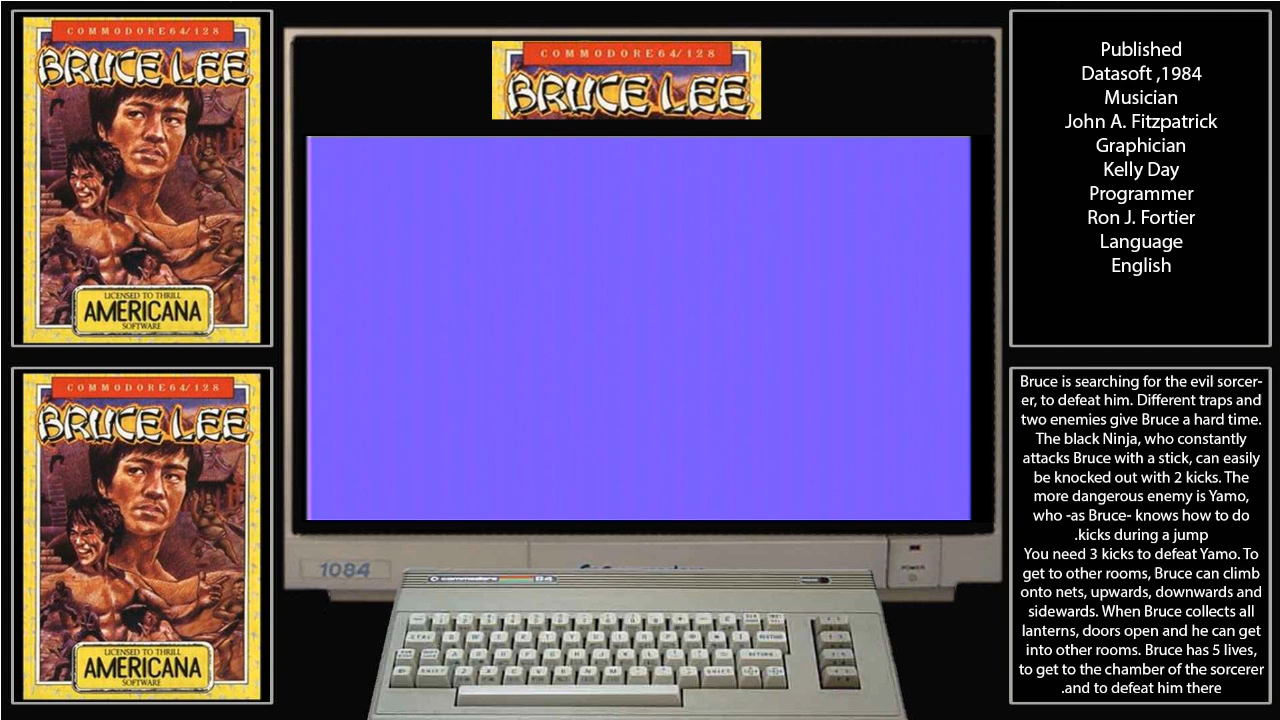 COMMODORE 64/128
BRUCE LEE
LICENSED TO THRILL
AMERICANA
SOFTWARE
COMMODORE 64/128
BRUCE LEE
LICENSED TO THRILL
AMERICANA
SOFTWARE
COMMODORE 64/128
BRUCE LEE
1084
commodore 64
POWER
Published
Datasoft ,1984
Musician
John A. Fitzpatrick
Graphician
Kelly Day
Programmer
Ron J. Fortier
Language
English
Bruce is searching for the evil sorcer-
er, to defeat him. Different traps and
two enemies give Bruce a hard time.
The black Ninja, who constantly
attacks Bruce with a stick, can easily
be knocked out with 2 kicks. The
more dangerous enemy is Yamo,
who -as Bruce- knows how to do
.kicks during a jump
You need 3 kicks to defeat Yamo. To
get to other rooms, Bruce can climb
onto nets, upwards, downwards and
sidewards. When Bruce collects all
lanterns, doors open and he can get
into other rooms. Bruce has 5 lives,
to get to the chamber of the sorcerer
.and to defeat him there